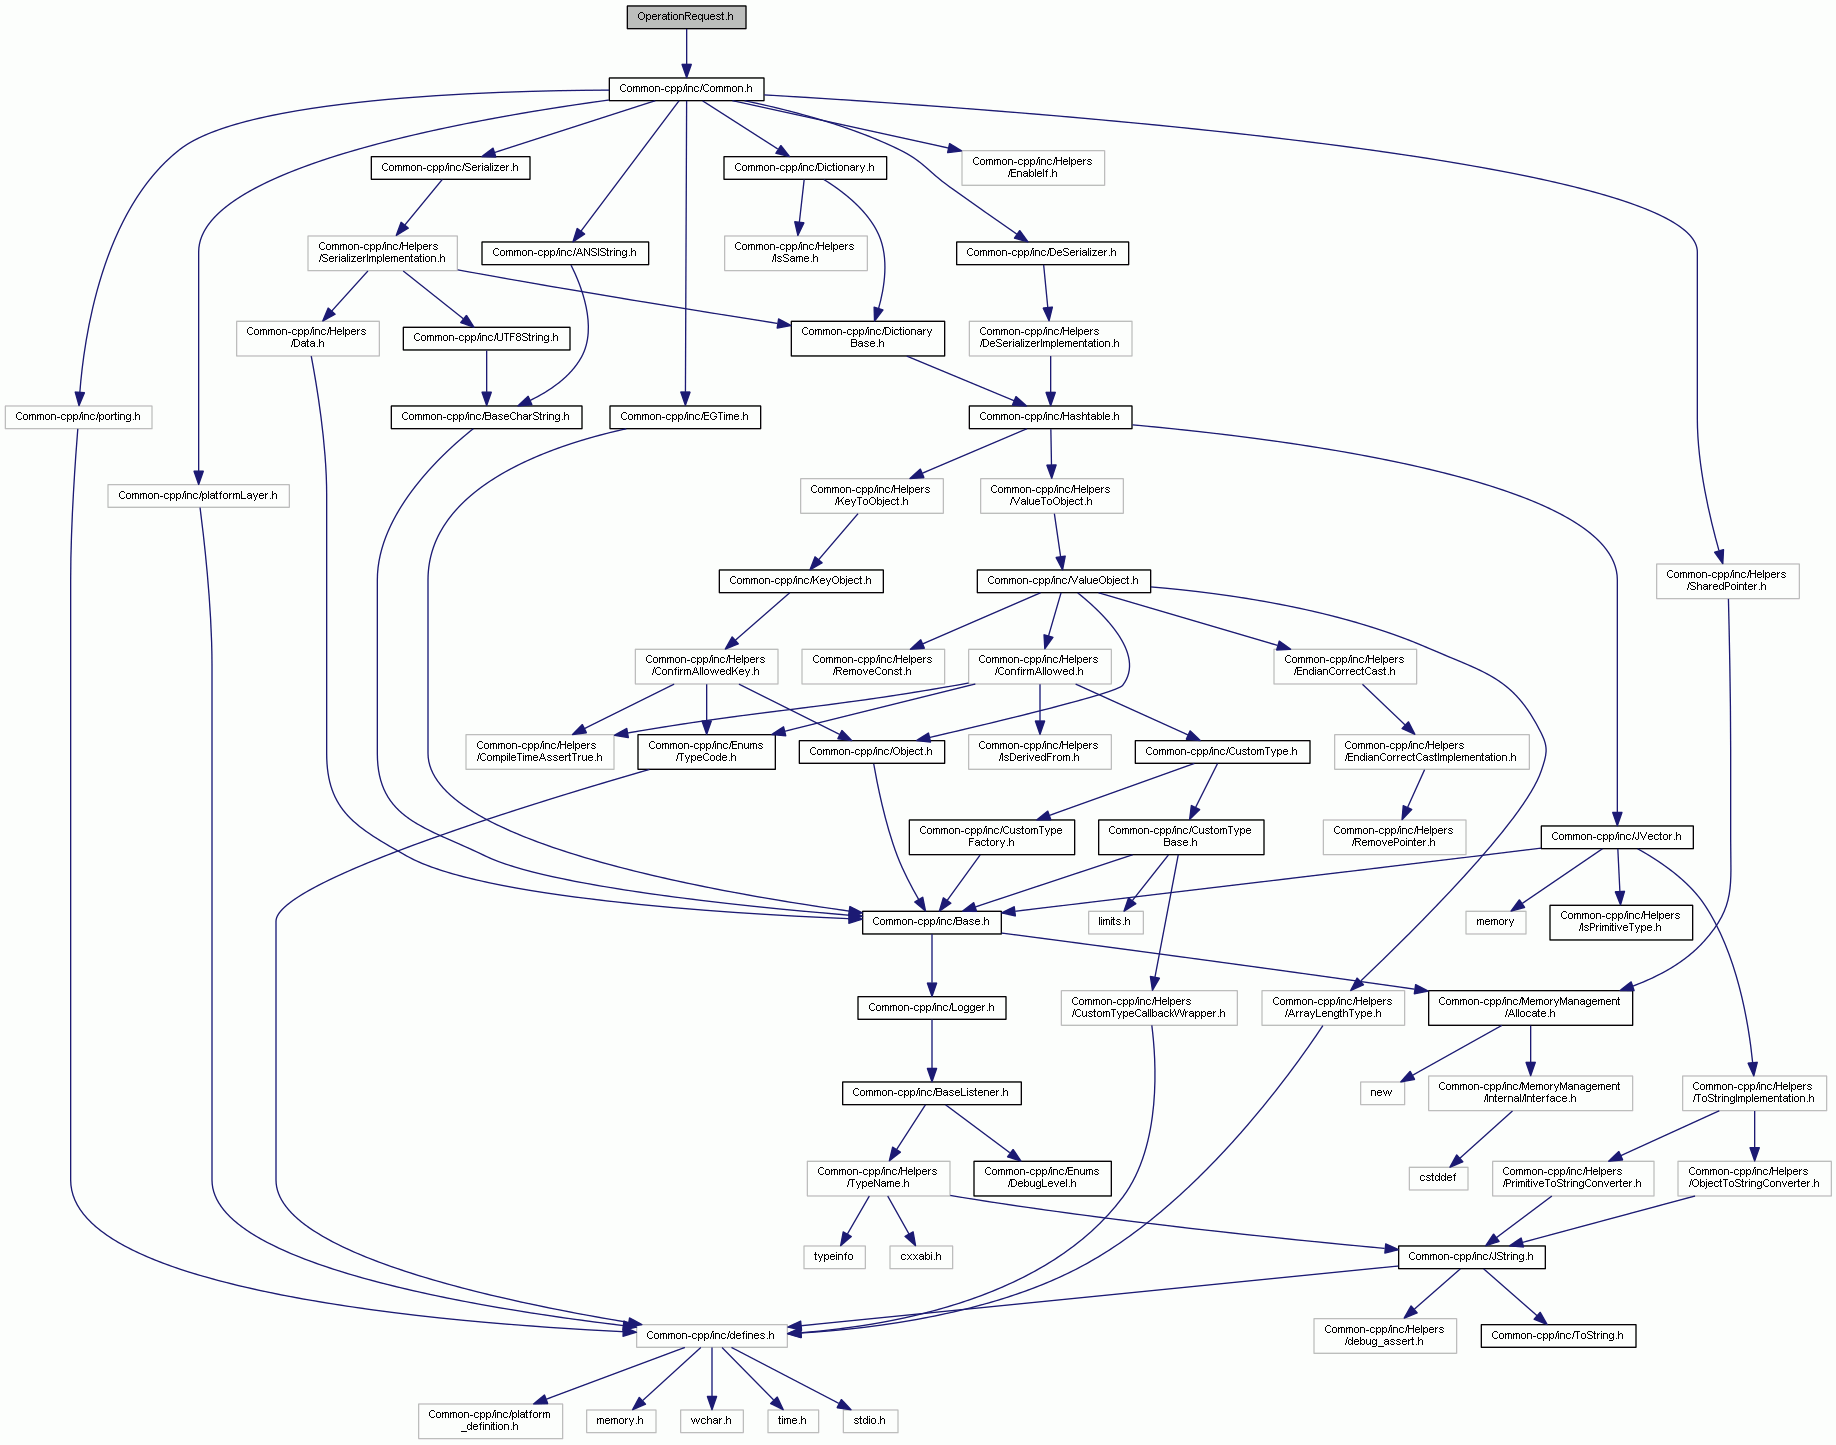 OperationRequest.h
Common-cpp/inc/Common.h
Common-cpp/inc/Serializer.h
Common-cpp/inc/Dictionary.h
Common-cpp/inc/Helpers
/EnableIf.h
Common-cpp/inc/Helpers
/SerializerImplementation.h
Common-cpp/inc/ANSIString.h
Common-cpp/inc/Helpers
/IsSame.h
Common-cpp/inc/DeSerializer.h
Common-cpp/inc/Helpers
/Data.h
Common-cpp/inc/UTF8String.h
Common-cpp/inc/Dictionary
Base.h
Common-cpp/inc/Helpers
/DeSerializerImplementation.h
Common-cpp/inc/porting.h
Common-cpp/inc/BaseCharString.h
Common-cpp/inc/EGTime.h
Common-cpp/inc/Hashtable.h
Common-cpp/inc/platformLayer.h
Common-cpp/inc/Helpers
/KeyToObject.h
Common-cpp/inc/Helpers
/ValueToObject.h
Common-cpp/inc/KeyObject.h
Common-cpp/inc/ValueObject.h
Common-cpp/inc/Helpers
/SharedPointer.h
Common-cpp/inc/Helpers
/ConfirmAllowedKey.h
Common-cpp/inc/Helpers
/RemoveConst.h
Common-cpp/inc/Helpers
/ConfirmAllowed.h
Common-cpp/inc/Helpers
/EndianCorrectCast.h
Common-cpp/inc/Helpers
/CompileTimeAssertTrue.h
Common-cpp/inc/Enums
/TypeCode.h
Common-cpp/inc/Object.h
Common-cpp/inc/Helpers
/IsDerivedFrom.h
Common-cpp/inc/CustomType.h
Common-cpp/inc/Helpers
/EndianCorrectCastImplementation.h
Common-cpp/inc/CustomType
Factory.h
Common-cpp/inc/CustomType
Base.h
Common-cpp/inc/Helpers
/RemovePointer.h
Common-cpp/inc/JVector.h
Common-cpp/inc/Base.h
limits.h
memory
Common-cpp/inc/Helpers
/IsPrimitiveType.h
Common-cpp/inc/Logger.h
Common-cpp/inc/Helpers
/CustomTypeCallbackWrapper.h
Common-cpp/inc/Helpers
/ArrayLengthType.h
Common-cpp/inc/MemoryManagement
/Allocate.h
Common-cpp/inc/BaseListener.h
new
Common-cpp/inc/MemoryManagement
/Internal/Interface.h
Common-cpp/inc/Helpers
/ToStringImplementation.h
Common-cpp/inc/Helpers
/TypeName.h
Common-cpp/inc/Enums
/DebugLevel.h
cstddef
Common-cpp/inc/Helpers
/PrimitiveToStringConverter.h
Common-cpp/inc/Helpers
/ObjectToStringConverter.h
typeinfo
cxxabi.h
Common-cpp/inc/JString.h
Common-cpp/inc/defines.h
Common-cpp/inc/Helpers
/debug_assert.h
Common-cpp/inc/ToString.h
Common-cpp/inc/platform
_definition.h
memory.h
wchar.h
time.h
stdio.h